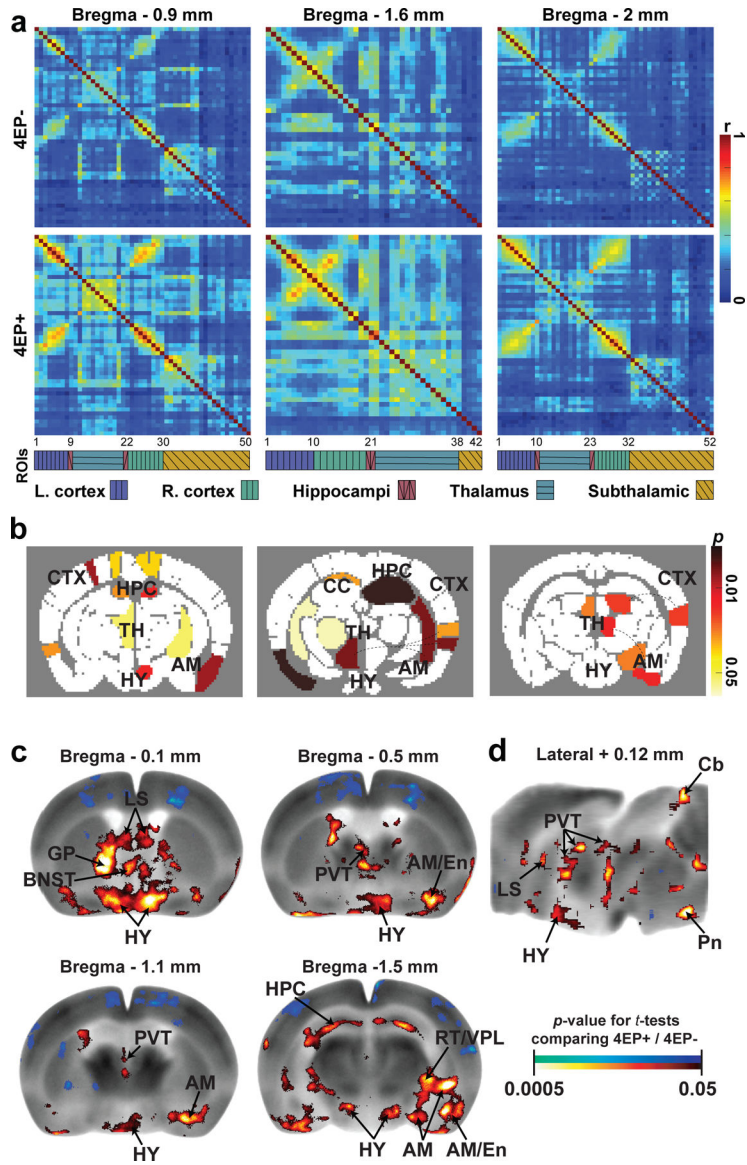 a
Bregma - 0.9 mm
Bregma - 1.6 mm
Bregma - 2 mm
4EP-
4EP+
r
1
0
1 9 22 30 50
1 10 21 38 42
1 10 23 32 52
ROIs
L. cortex
R. cortex
Hippocampi
Thalamus
Subthalamic
b
CTX
HPC
TH
AM
HY
CC
HPC
CTX
TH
AM
HY
CTX
TH
AM
HY
p
0.01
0.05
c
Bregma - 0.1 mm
LS
GP
BNST
HY
Bregma - 0.5 mm
PVT
AM/En
HY
d
Lateral + 0.12 mm
Cb
PVT
LS
HY
Pn
Bregma - 1.1 mm
PVT
AM
HY
Bregma -1.5 mm
HPC
RT/VPL
HY
AM
AM/En
p-value for t-tests
comparing 4EP+ / 4EP-
0.0005
0.05